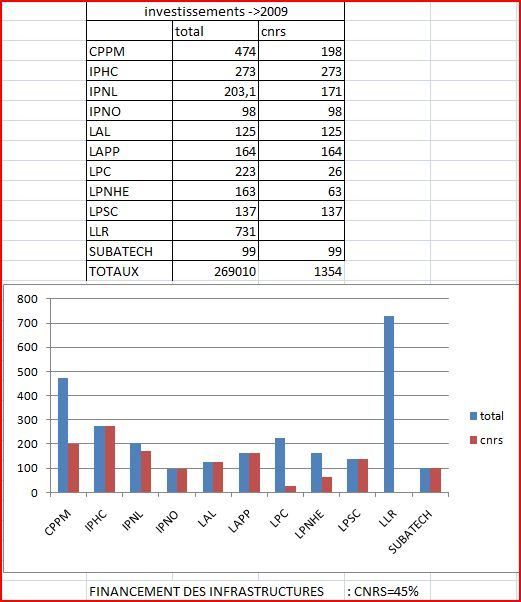 investissements ->2009
total cnrs
CPPM 474 198
IPHC 273 273
IPNL 203,1 171
IPNO 98 98
LAL 125 125
LAPP 164 164
LPC 223 26
LPNHE 163 63
LPSC 137 137
LLR 731
SUBATECH 99 99
TOTAUX 269010 1354
800
700
600
500
400
300
200
100
0
CPPM IPHC IPNL IPNO LAL LAPP LPC LPNHE LPSC LLR SUBATECH
total
cnrs
FINANCEMENT DES INFRASTRUCTURES : CNRS=45%